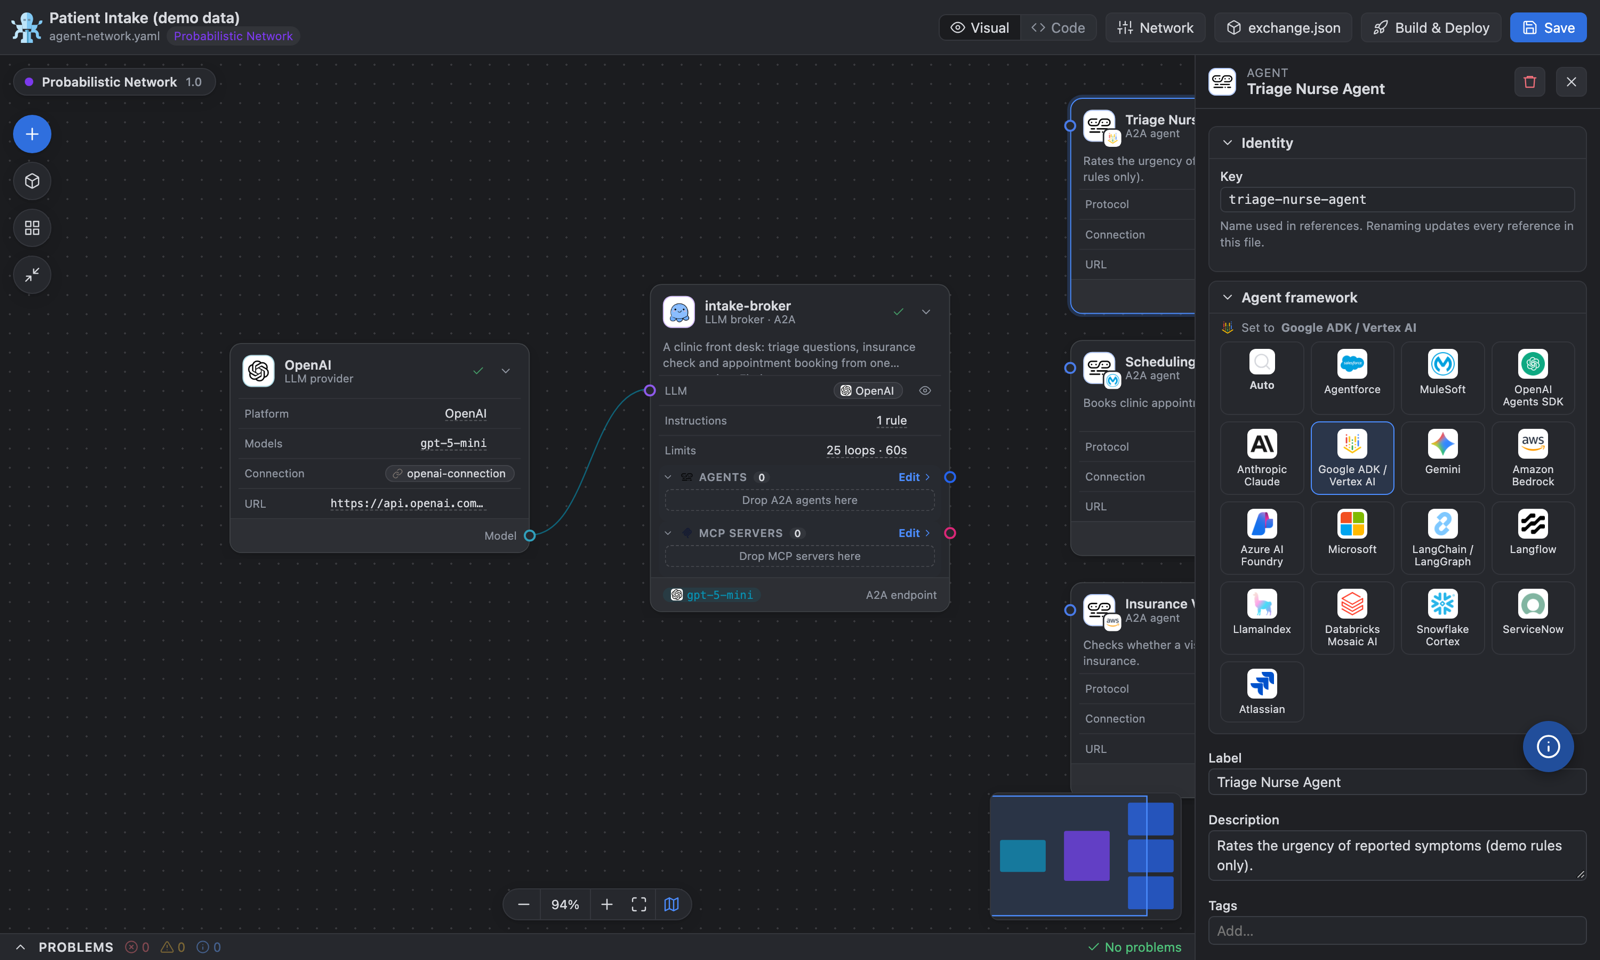 Patient Intake (demo data)
agent-network.yaml Probabilistic Network
Visual Code Network exchange.json Build & Deploy Save
Probabilistic Network 1.0
OpenAI
LLM provider
Platform OpenAI
Models gpt-5-mini
Connection openai-connection
URL https://api.openai.com…
Model
intake-broker
LLM broker · A2A
A clinic front desk: triage questions, insurance
check and appointment booking from one…
LLM OpenAI
Instructions 1 rule
Limits 25 loops · 60s
AGENTS 0 Edit
Drop A2A agents here
MCP SERVERS 0 Edit
Drop MCP servers here
gpt-5-mini A2A endpoint
Triage Nurs
A2A agent
Rates the urgency of
rules only).
Protocol
Connection
URL
Scheduling
A2A agent
Books clinic appointr
Protocol
Connection
URL
Insurance V
A2A agent
Checks whether a vis
insurance.
Protocol
Connection
URL
94%
PROBLEMS 0 0 0
No problems
AGENT
Triage Nurse Agent
Identity
Key
triage-nurse-agent
Name used in references. Renaming updates every reference in
this file.
Agent framework
Set to Google ADK / Vertex AI
Auto
Agentforce
MuleSoft
OpenAI
Agents SDK
Anthropic
Claude
Google ADK /
Vertex AI
Gemini
aws
Amazon
Bedrock
Azure AI
Foundry
Microsoft
LangChain /
LangGraph
Langflow
LlamaIndex
Databricks
Mosaic AI
Snowflake
Cortex
ServiceNow
Atlassian
Label
Triage Nurse Agent
Description
Rates the urgency of reported symptoms (demo rules
only).
Tags
Add...